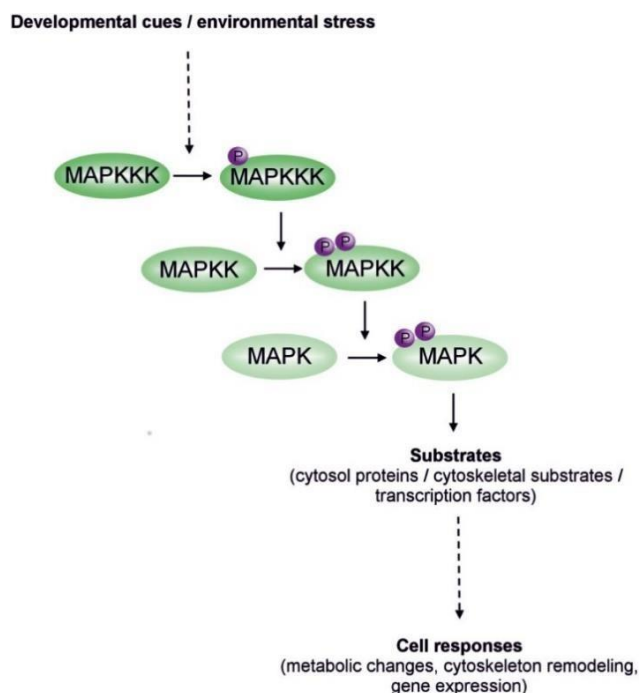 Developmental cues / environmental stress
P
MAPKKK
MAPKKK
P P
MAPKK
MAPKK
P P
MAPK
MAPK
Substrates
(cytosol proteins / cytoskeletal substrates /
transcription factors)
Cell responses
(metabolic changes, cytoskeleton remodeling,
gene expression)